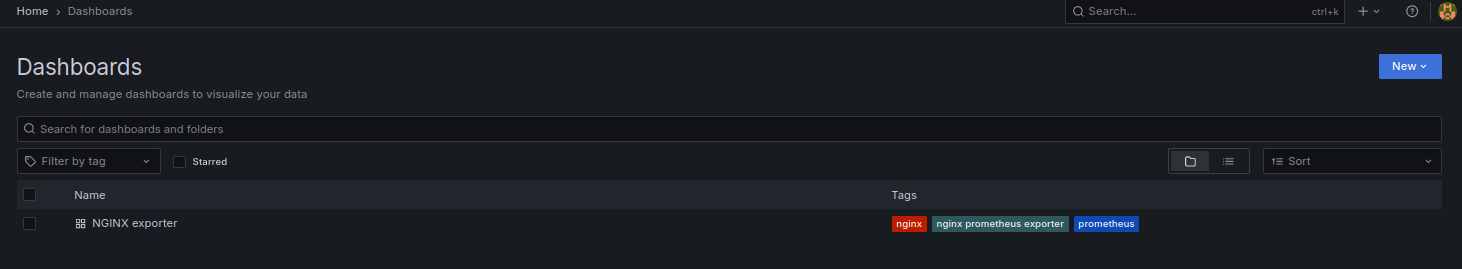 Home › Dashboards Search... ctrl+k
Dashboards
New
Create and manage dashboards to visualize your data
Search for dashboards and folders
Filter by tag Starred Sort
Name Tags
NGINX exporter nginx nginx prometheus exporter prometheus